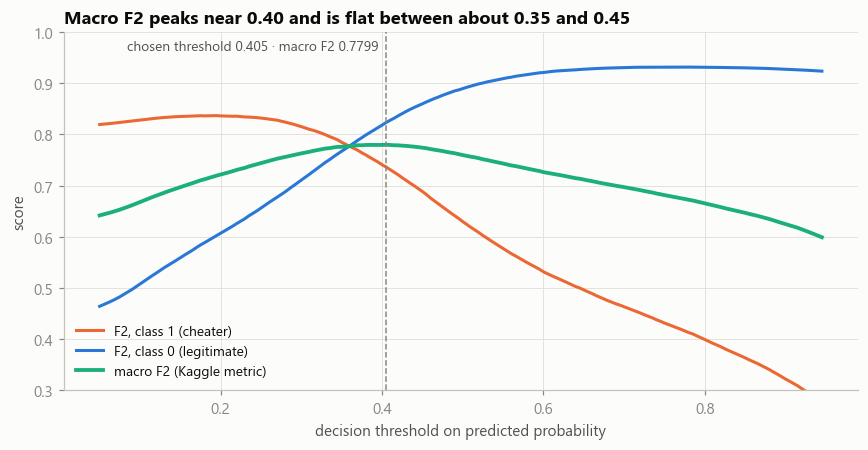 Macro F2 peaks near 0.40 and is flat between about 0.35 and 0.45
chosen threshold 0.405 · macro F2 0.7799
1.0
0.9
0.8
0.7
0.6
0.5
0.4
0.3
score
F2, class 1 (cheater)
F2, class 0 (legitimate)
macro F2 (Kaggle metric)
0.2
0.4
0.6
0.8
decision threshold on predicted probability